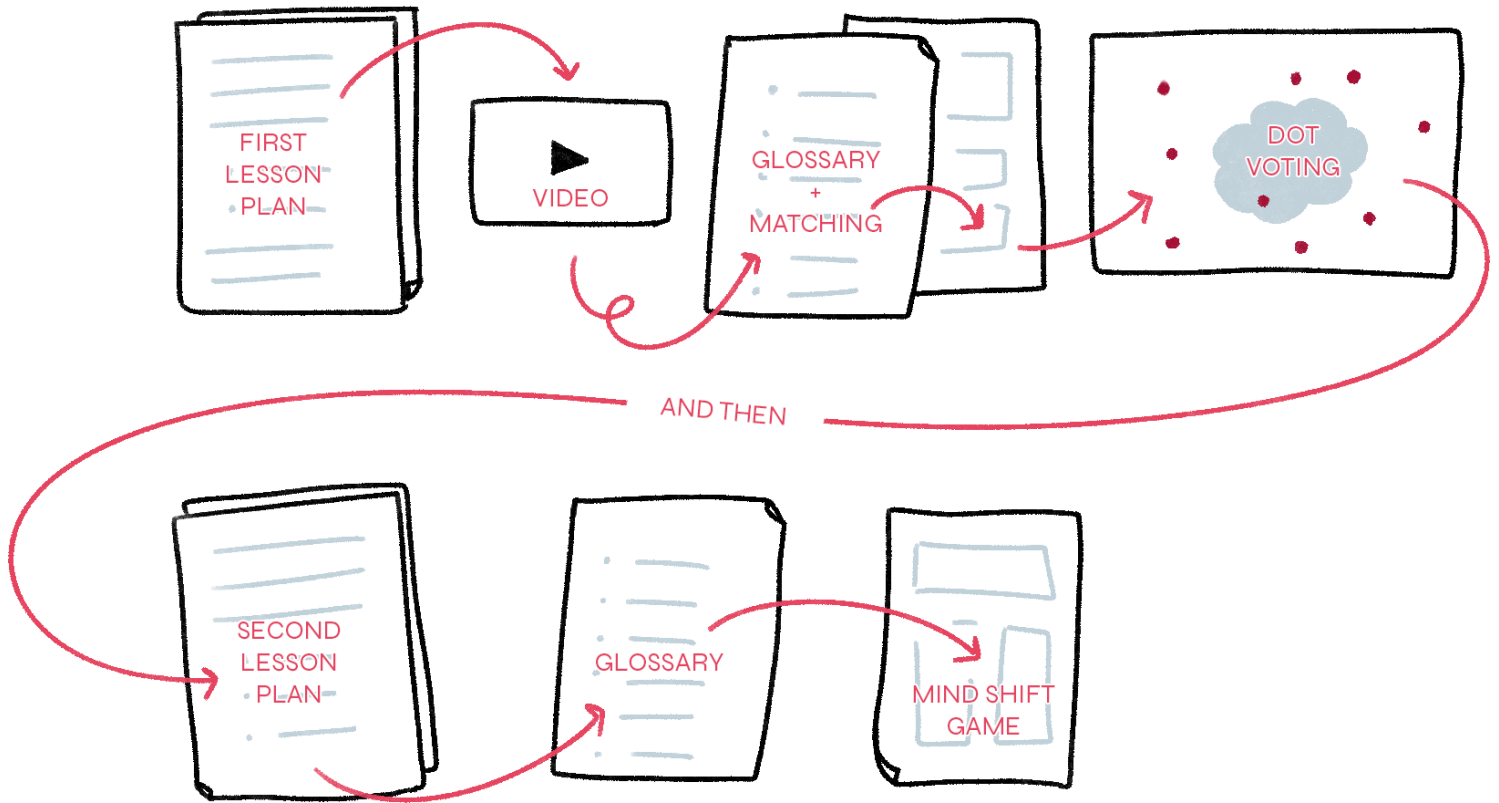 FIRST
LESSON
PLAN
VIDEO
GLOSSARY
+
MATCHING
DOT
VOTING
AND THEN
SECOND
LESSON
PLAN
GLOSSARY
MIND SHIFT
GAME